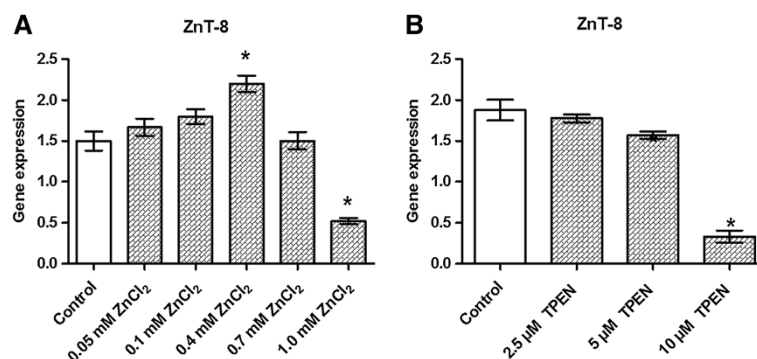 A
ZnT-8
Gene expression
2.5
2.0
1.5
1.0
0.5
0.0
*
*
Control
0.05 mM ZnCl₂
0.1 mM ZnCl₂
0.4 mM ZnCl₂
0.7 mM ZnCl₂
1.0 mM ZnCl₂
B
ZnT-8
Gene expression
2.5
2.0
1.5
1.0
0.5
0.0
*
Control
2.5 µM TPEN
5 µM TPEN
10 µM TPEN